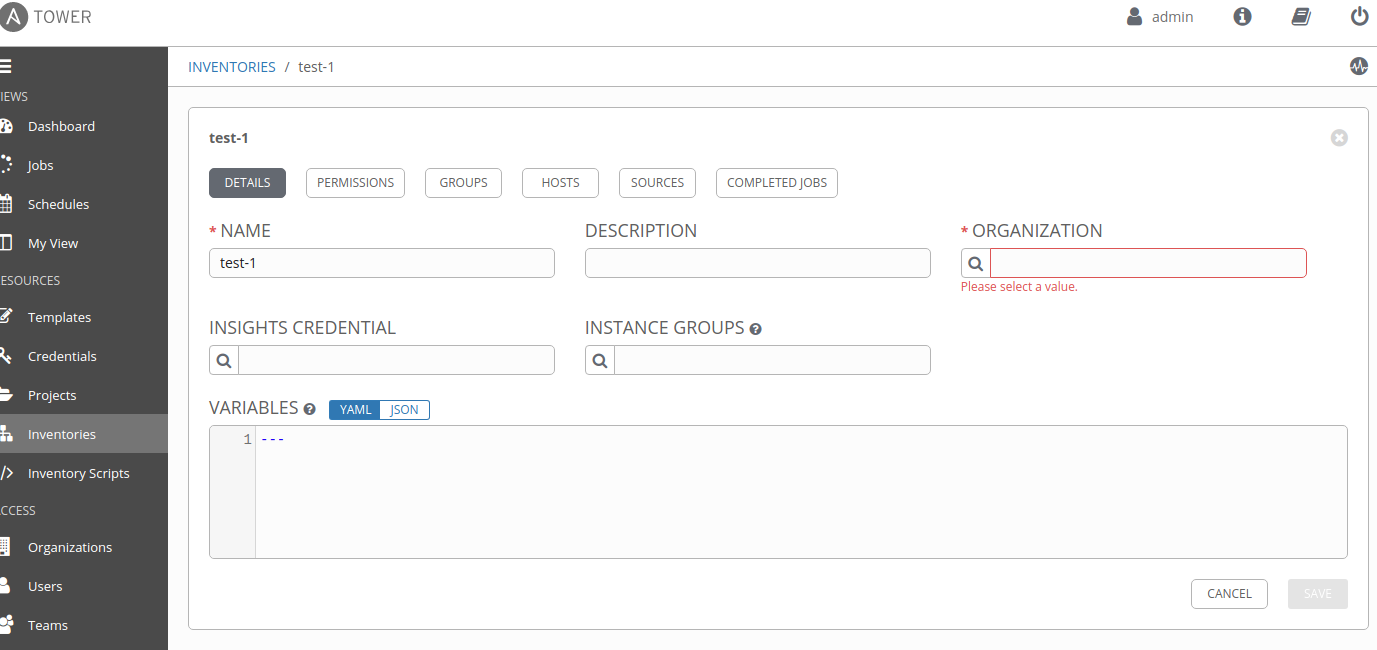 A TOWER
admin
INVENTORIES / test-1
IEWS
Dashboard
Jobs
Schedules
My View
ESOURCES
Templates
Credentials
Projects
Inventories
Inventory Scripts
CCESS
Organizations
Users
Teams
test-1
DETAILS PERMISSIONS GROUPS HOSTS SOURCES COMPLETED JOBS
* NAME DESCRIPTION * ORGANIZATION
test-1
Please select a value.
INSIGHTS CREDENTIAL INSTANCE GROUPS ?
VARIABLES ? YAML JSON
1 ---
CANCEL SAVE